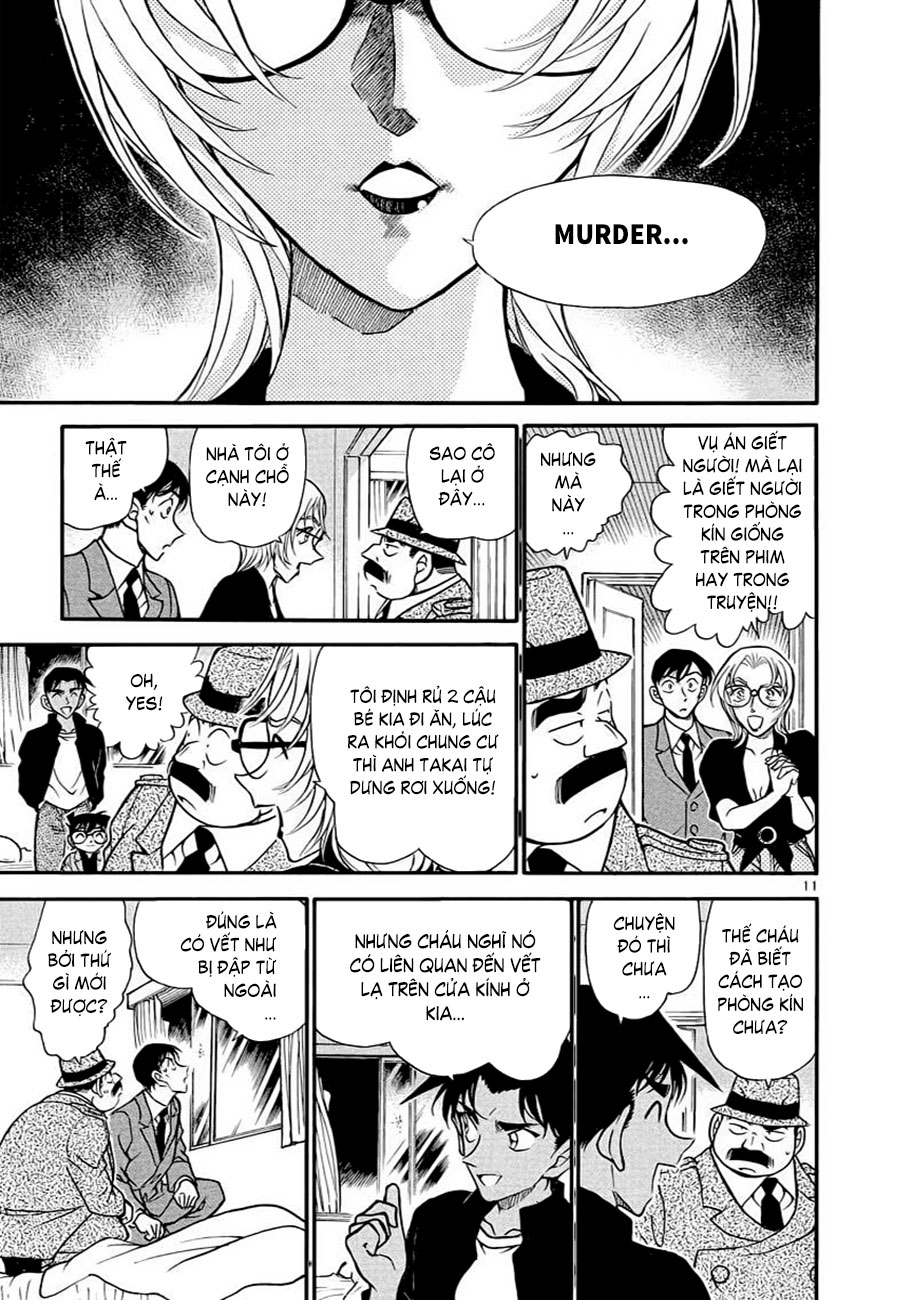 MURDER...
VỤ ÁN GIẾT
NGƯỜI! MÀ LẠI
LÀ GIẾT NGƯỜI
TRONG PHÒNG
KÍN GIỐNG
TRÊN PHIM
HAY TRONG
TRUYỆN!!
NHƯNG
MÀ
NÀY
...
SAO CÔ
LẠI Ở
ĐÂY...
NHÀ TÔI Ở
CẠNH CHỖ
NÀY!
THẬT
THẾ
À...
TÔI ĐỊNH RỦ 2 CẬU
BÉ KIA ĐI ĂN, LÚC
RA KHỎI CHUNG CƯ
THÌ ANH TAKAI TỰ
DƯNG RƠI XUỐNG!
OH,
YES!
11
THẾ CHÁU
ĐÃ BIẾT
CÁCH TẠO
PHÒNG KÍN
CHƯA?
CHUYỆN
ĐÓ THÌ
CHƯA
...
NHƯNG CHÁU NGHĨ NÓ
CÓ LIÊN QUAN ĐẾN VẾT
LẠ TRÊN CỬA KÍNH Ở
KIA...
ĐÚNG LÀ
CÓ VẾT NHƯ
BỊ ĐẬP TỪ
NGOÀI
...
NHƯNG
BỞI THỨ
GÌ MỚI
ĐƯỢC?